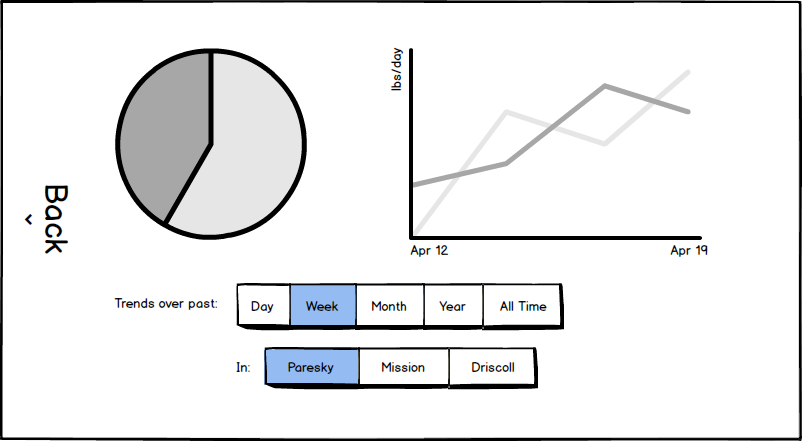 lbs/day
Apr 12 Apr 19
Back
Trends over past: Day Week Month Year All Time
In: Paresky Mission Driscoll